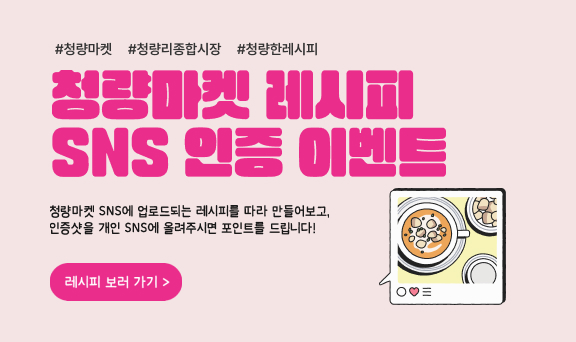 #청량마켓 #청량리종합시장 #청량한레시피
청량마켓 레시피
SNS 인증 이벤트
청량마켓 SNS에 업로드되는 레시피를 따라 만들어보고,
인증샷을 개인 SNS에 올려주시면 포인트를 드립니다!
레시피 보러 가기 >